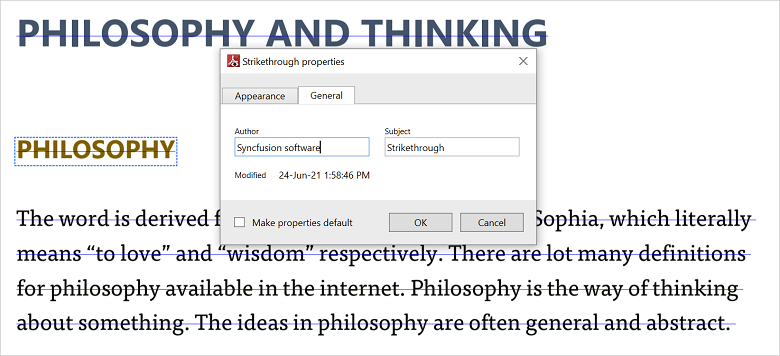 PHILOSOPHY AND THINKING
Strikethrough properties
Appearance General
Author Subject
Syncfusion software Strikethrough
Modified 24-Jun-21 1:58:46 PM
Make properties default OK Cancel
PHILOSOPHY
The word is derived f Sophia, which literally
means “to love” and “wisdom” respectively. There are lot many definitions
for philosophy available in the internet. Philosophy is the way of thinking
about something. The ideas in philosophy are often general and abstract.